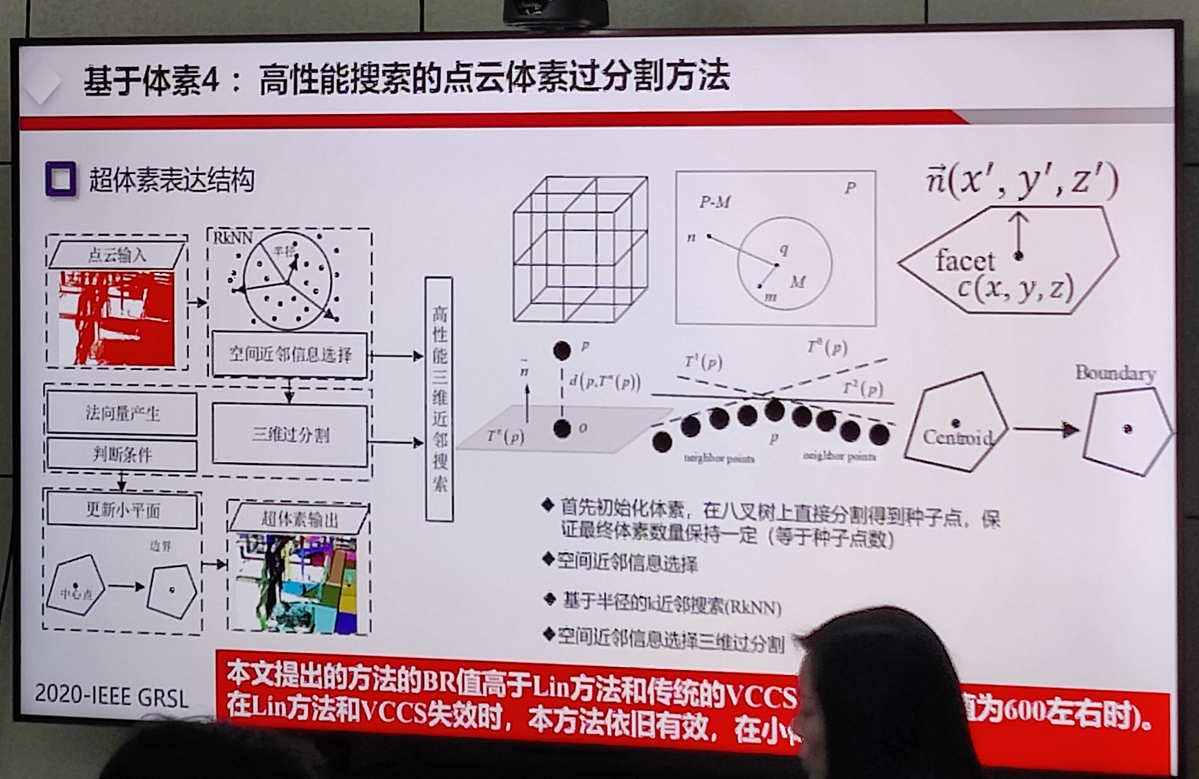 基于体素4：高性能搜索的点云体素过分割方法
超体素表达结构
点云输入
RkNN
半径
空间近邻信息选择
法向量产生
判断条件
三维过分割
更新小平面
边界
中心点
超体素输出
高性能三维近邻搜索
P-M
P
n
q
M
m
n⃗(x′, y′, z′)
facet
c(x, y, z)
p
n⃗
d(p,Tⁿ(p))
o
T¹(p)
T²(p)
p
neighbor points
neighbor points
Centroid
Boundary
首先初始化体素，在八叉树上直接分割得到种子点，保
证最终体素数量保持一定（等于种子点数）
空间近邻信息选择
基于半径的k近邻搜索(RkNN)
空间近邻信息选择三维过分割
2020-IEEE GRSL
本文提出的方法的BR值高于Lin方法和传统的VCCS
值为600左右时)。
在Lin方法和VCCS失效时，本方法依旧有效，在小